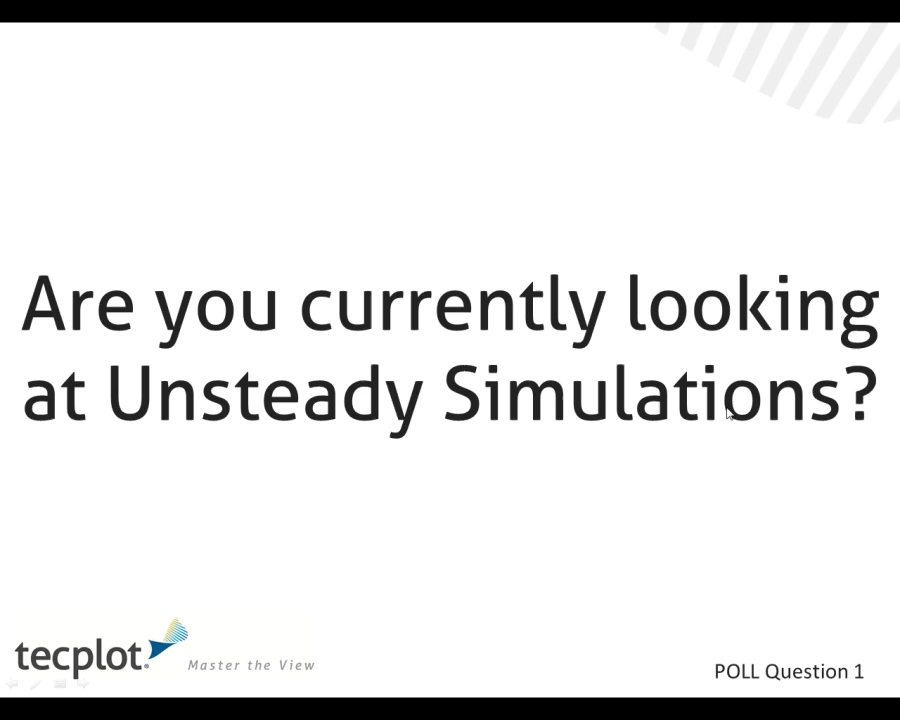 Are you currently looking
at Unsteady Simulations?
tecplot.
Master the View
POLL Question 1